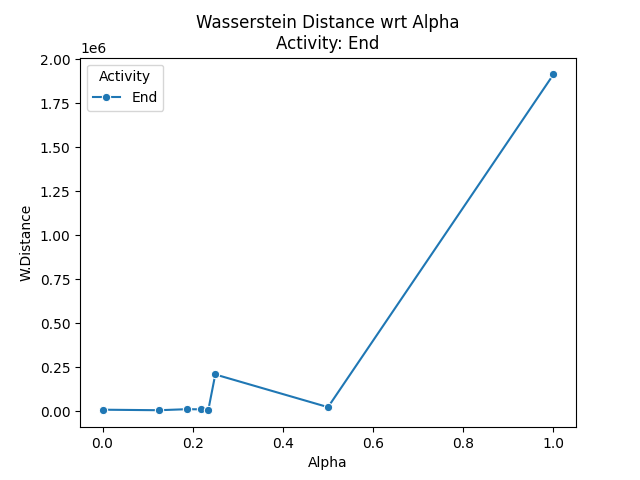 Wasserstein Distance wrt Alpha
Activity: End
1e6
2.00
1.75
1.50
1.25
1.00
0.75
0.50
0.25
0.00
W.Distance
Activity
End
0.0 0.2 0.4 0.6 0.8 1.0
Alpha